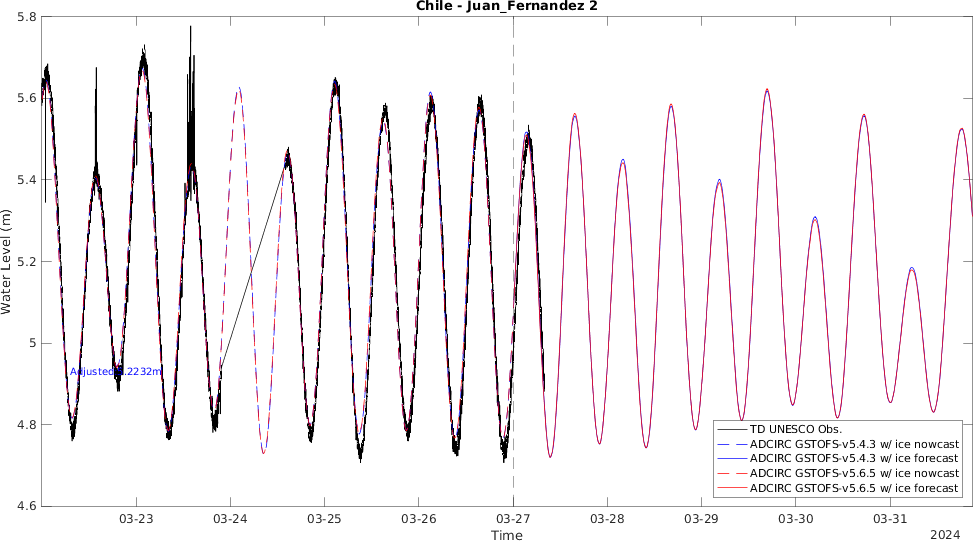 Chile - Juan_Fernandez 2
5.8
5.6
5.4
5.2
5
4.8
4.6
Water Level (m)
Adjusted 5.2232m
TD UNESCO Obs.
ADCIRC GSTOFS-v5.4.3 w/ ice nowcast
ADCIRC GSTOFS-v5.4.3 w/ ice forecast
ADCIRC GSTOFS-v5.6.5 w/ ice nowcast
ADCIRC GSTOFS-v5.6.5 w/ ice forecast
03-23 03-24 03-25 03-26 03-27 03-28 03-29 03-30 03-31
Time
2024